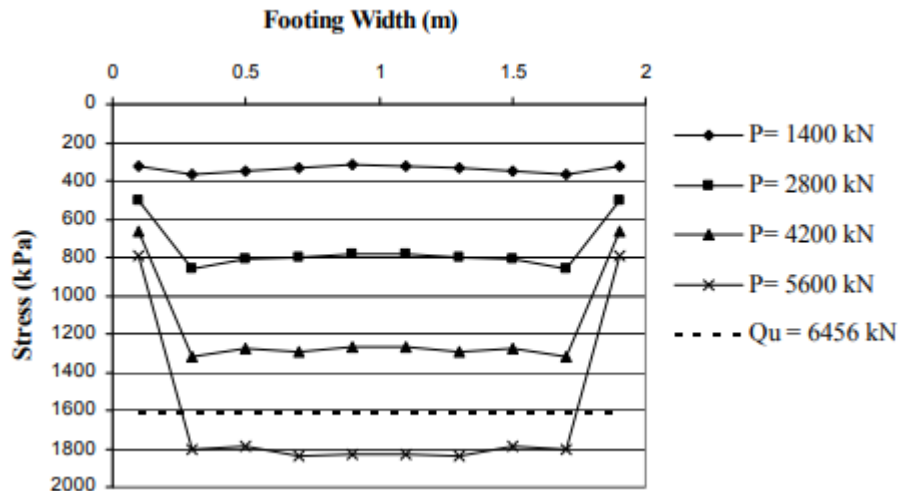 Footing Width (m)
0 0.5 1 1.5 2
0
200
400
600
800
1000
1200
1400
1600
1800
2000
Stress (kPa)
P= 1400 kN
P= 2800 kN
P= 4200 kN
P= 5600 kN
Qu = 6456 kN